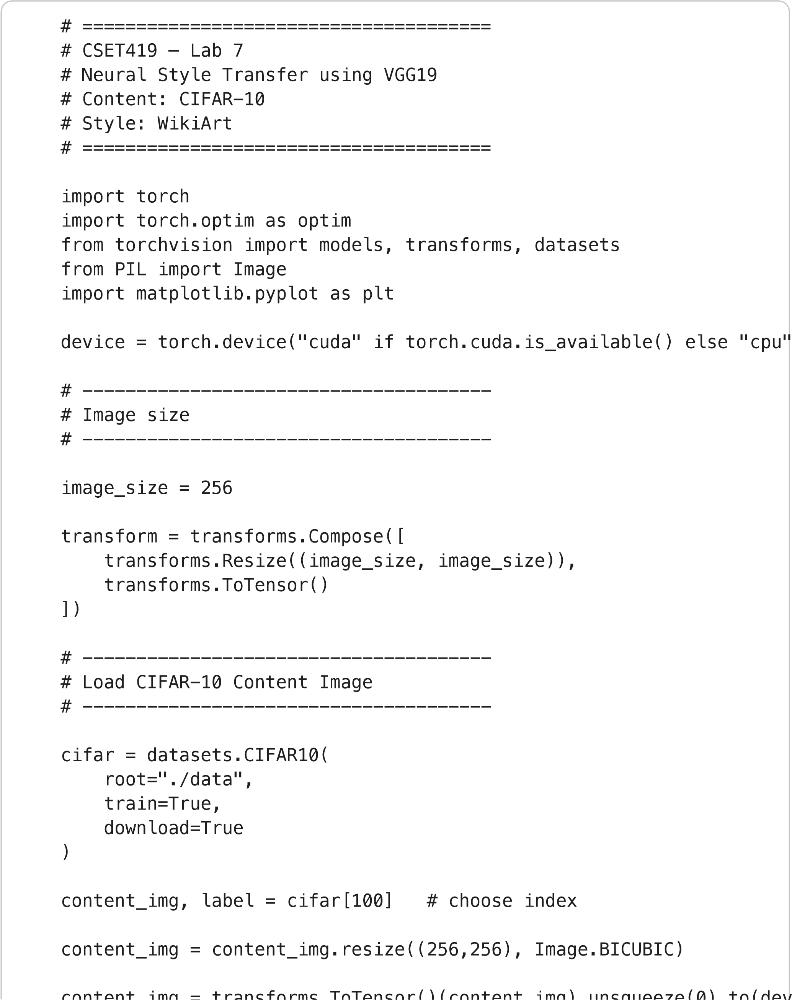 # ======================================
# CSET419 – Lab 7
# Neural Style Transfer using VGG19
# Content: CIFAR-10
# Style: WikiArt
# ======================================
import torch
import torch.optim as optim
from torchvision import models, transforms, datasets
from PIL import Image
import matplotlib.pyplot as plt
device = torch.device("cuda" if torch.cuda.is_available() else "cpu"
# --------------------------------------
# Image size
# --------------------------------------
image_size = 256
transform = transforms.Compose([
    transforms.Resize((image_size, image_size)),
    transforms.ToTensor()
])
# --------------------------------------
# Load CIFAR-10 Content Image
# --------------------------------------
cifar = datasets.CIFAR10(
    root="./data",
    train=True,
    download=True
)
content_img, label = cifar[100]   # choose index
content_img = content_img.resize((256,256), Image.BICUBIC)
content_img = transforms.ToTensor()(content_img).unsqueeze(0).to(dev